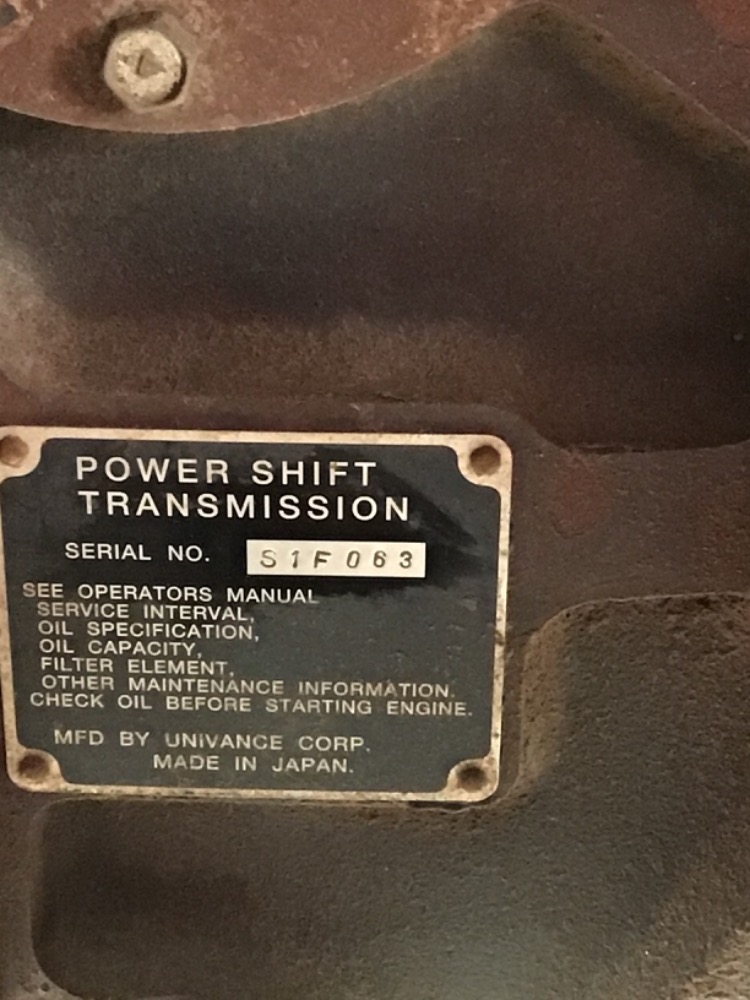 POWER SHIFT
TRANSMISSION
SERIAL NO. S1F063
SEE OPERATORS MANUAL
SERVICE INTERVAL,
OIL SPECIFICATION,
OIL CAPACITY,
FILTER ELEMENT,
OTHER MAINTENANCE INFORMATION.
CHECK OIL BEFORE STARTING ENGINE.
MFD BY UNIVANCE CORP.
MADE IN JAPAN.